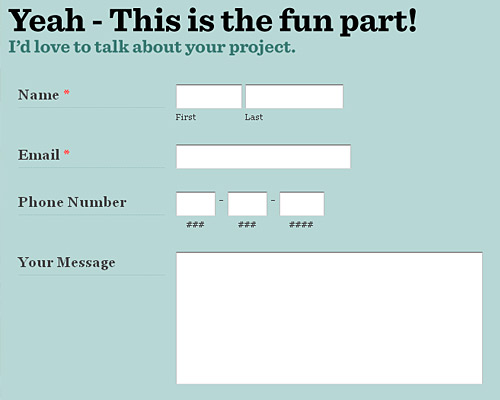 Yeah - This is the fun part!
I'd love to talk about your project.
Name *
First Last
Email *
Phone Number - -
### ### ####
Your Message